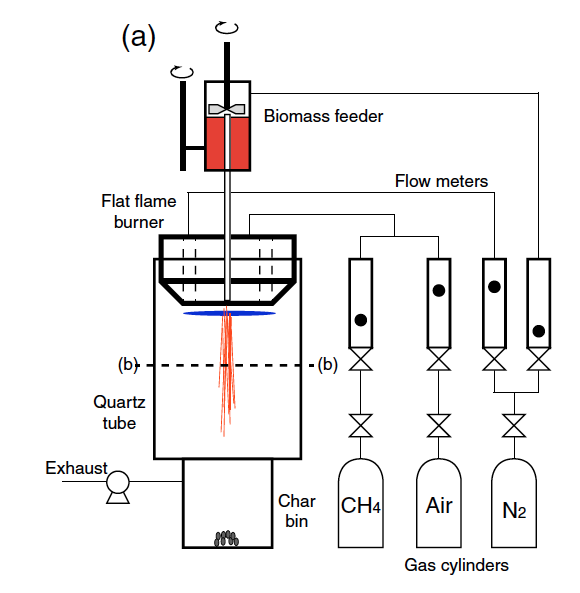 (a)
Biomass feeder
Flow meters
Flat flame
burner
(b)
(b)
Quartz
tube
Exhaust
Char
bin
CH4
Air
N2
Gas cylinders